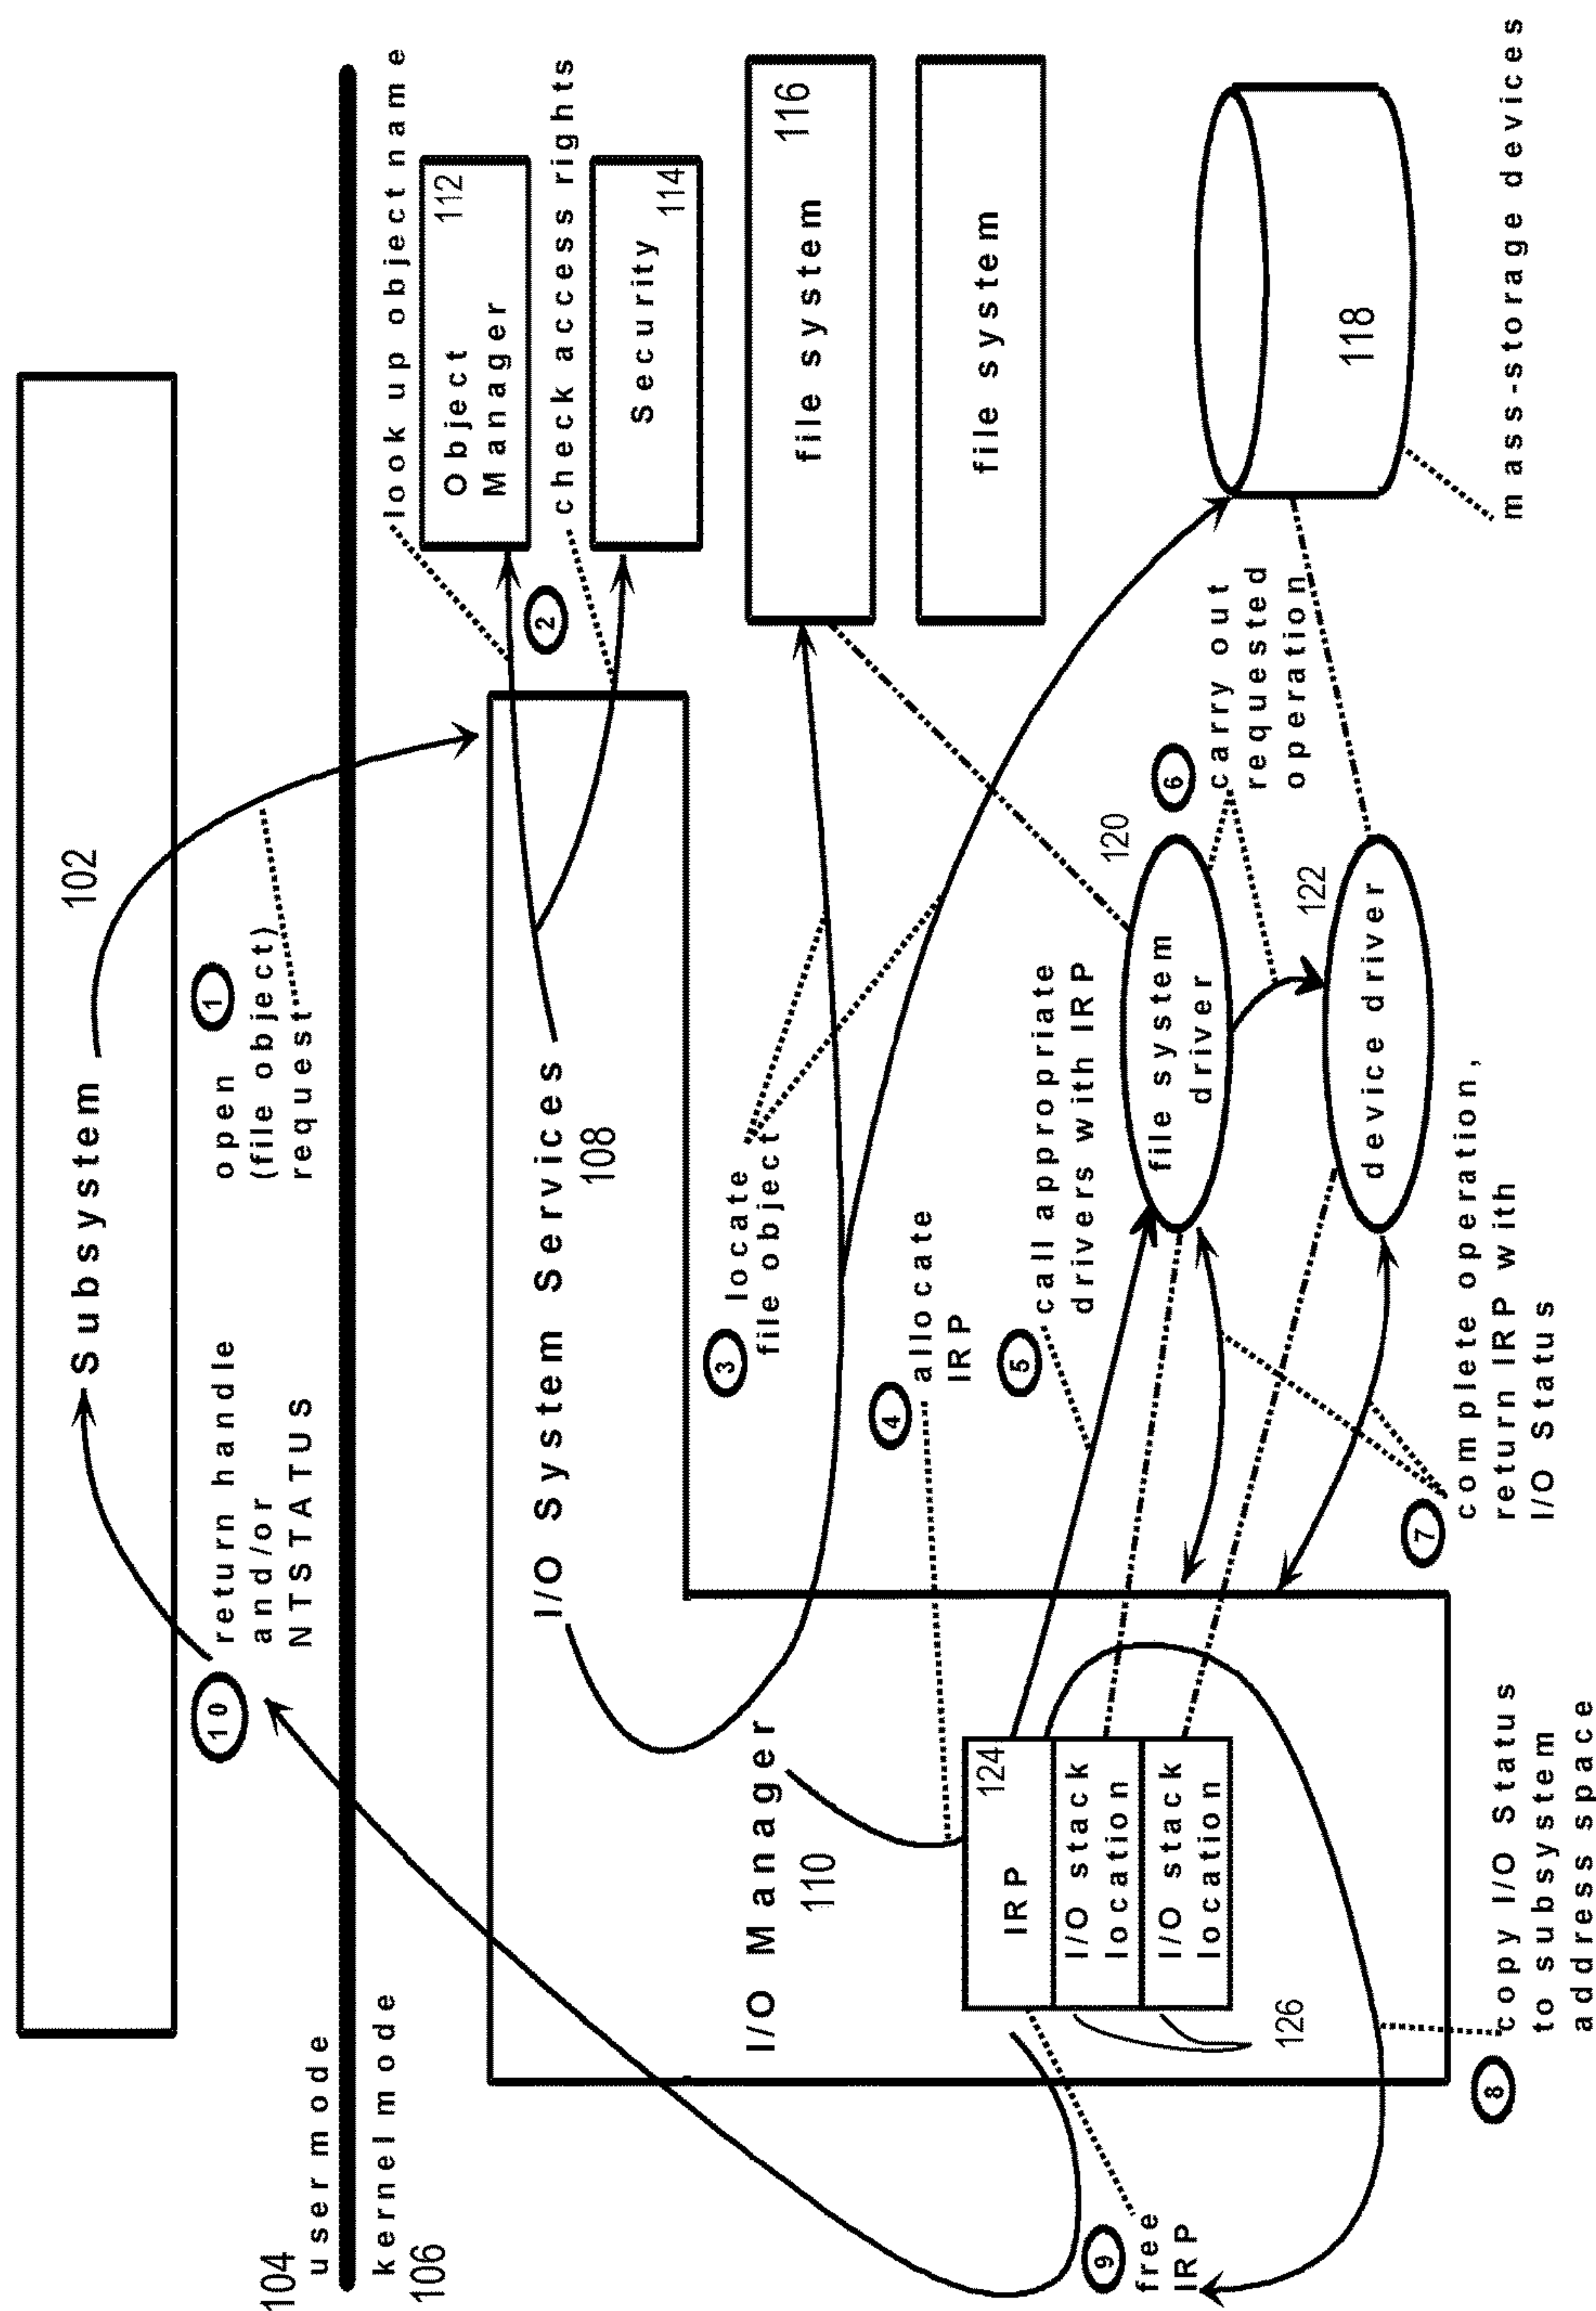 102
Subsystem
1
open
(file object)
request
10
return handle
and/or
NTSTATUS
104
usermode
kernelmode
106
look up object name
112
Object
Manager
2
check access rights
114
Security
116
file system
file system
118
mass-storage devices
I/O System Services
108
3
locate
file object
4
allocate
IRP
5
call appropriate
drivers with IRP
6
carry out
requested
operation
120
file system
driver
122
device driver
7
complete operation,
return IRP with
I/O Status
I/O Manager
110
124
IRP
I/O stack
location
I/O stack
location
126
8
copy I/O Status
to subsystem
address space
9
free
IRP